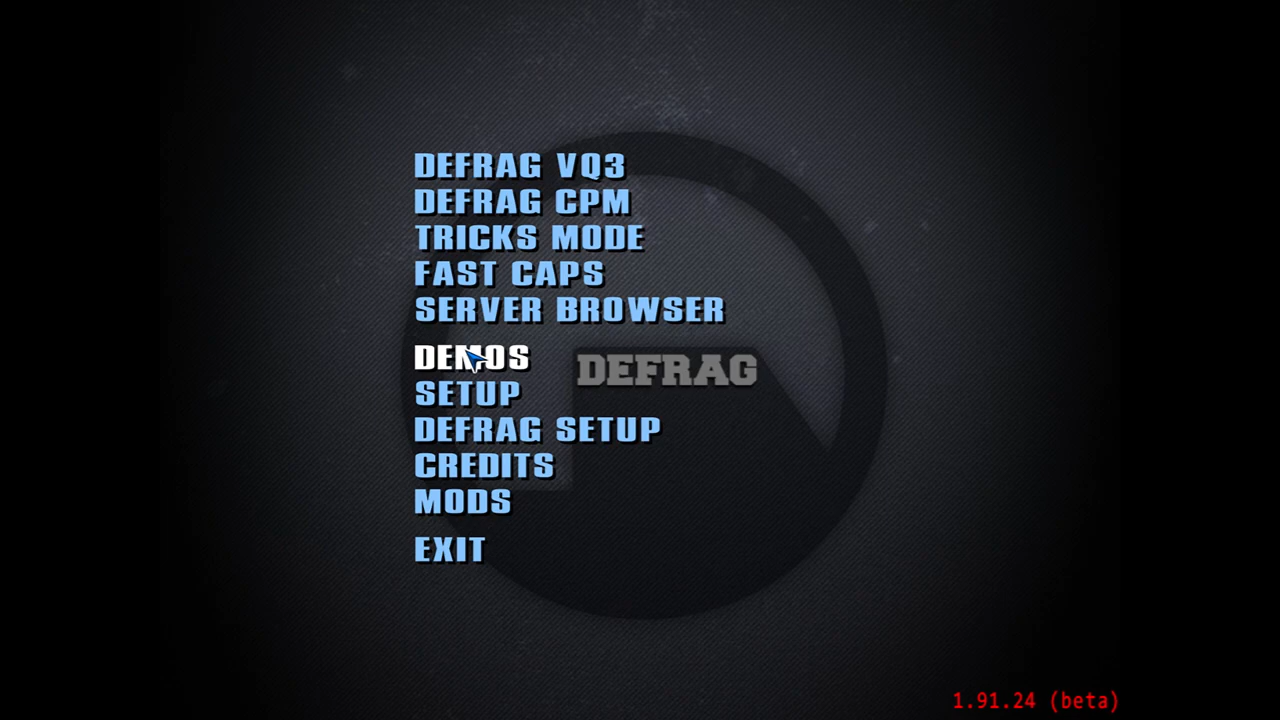 DEFRAG VQ3
DEFRAG CPM
TRICKS MODE
FAST CAPS
SERVER BROWSER
DEMOS
DEFRAG
SETUP
DEFRAG SETUP
CREDITS
MODS
EXIT
1.91.24 (beta)